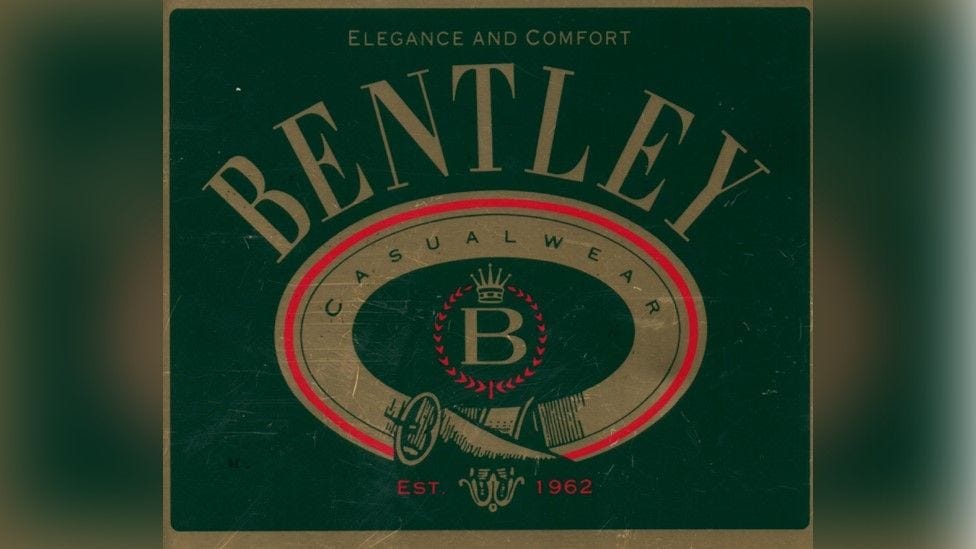 ELEGANCE AND COMFORT
BENTLEY
CASUALWEAR
B
EST. 1962